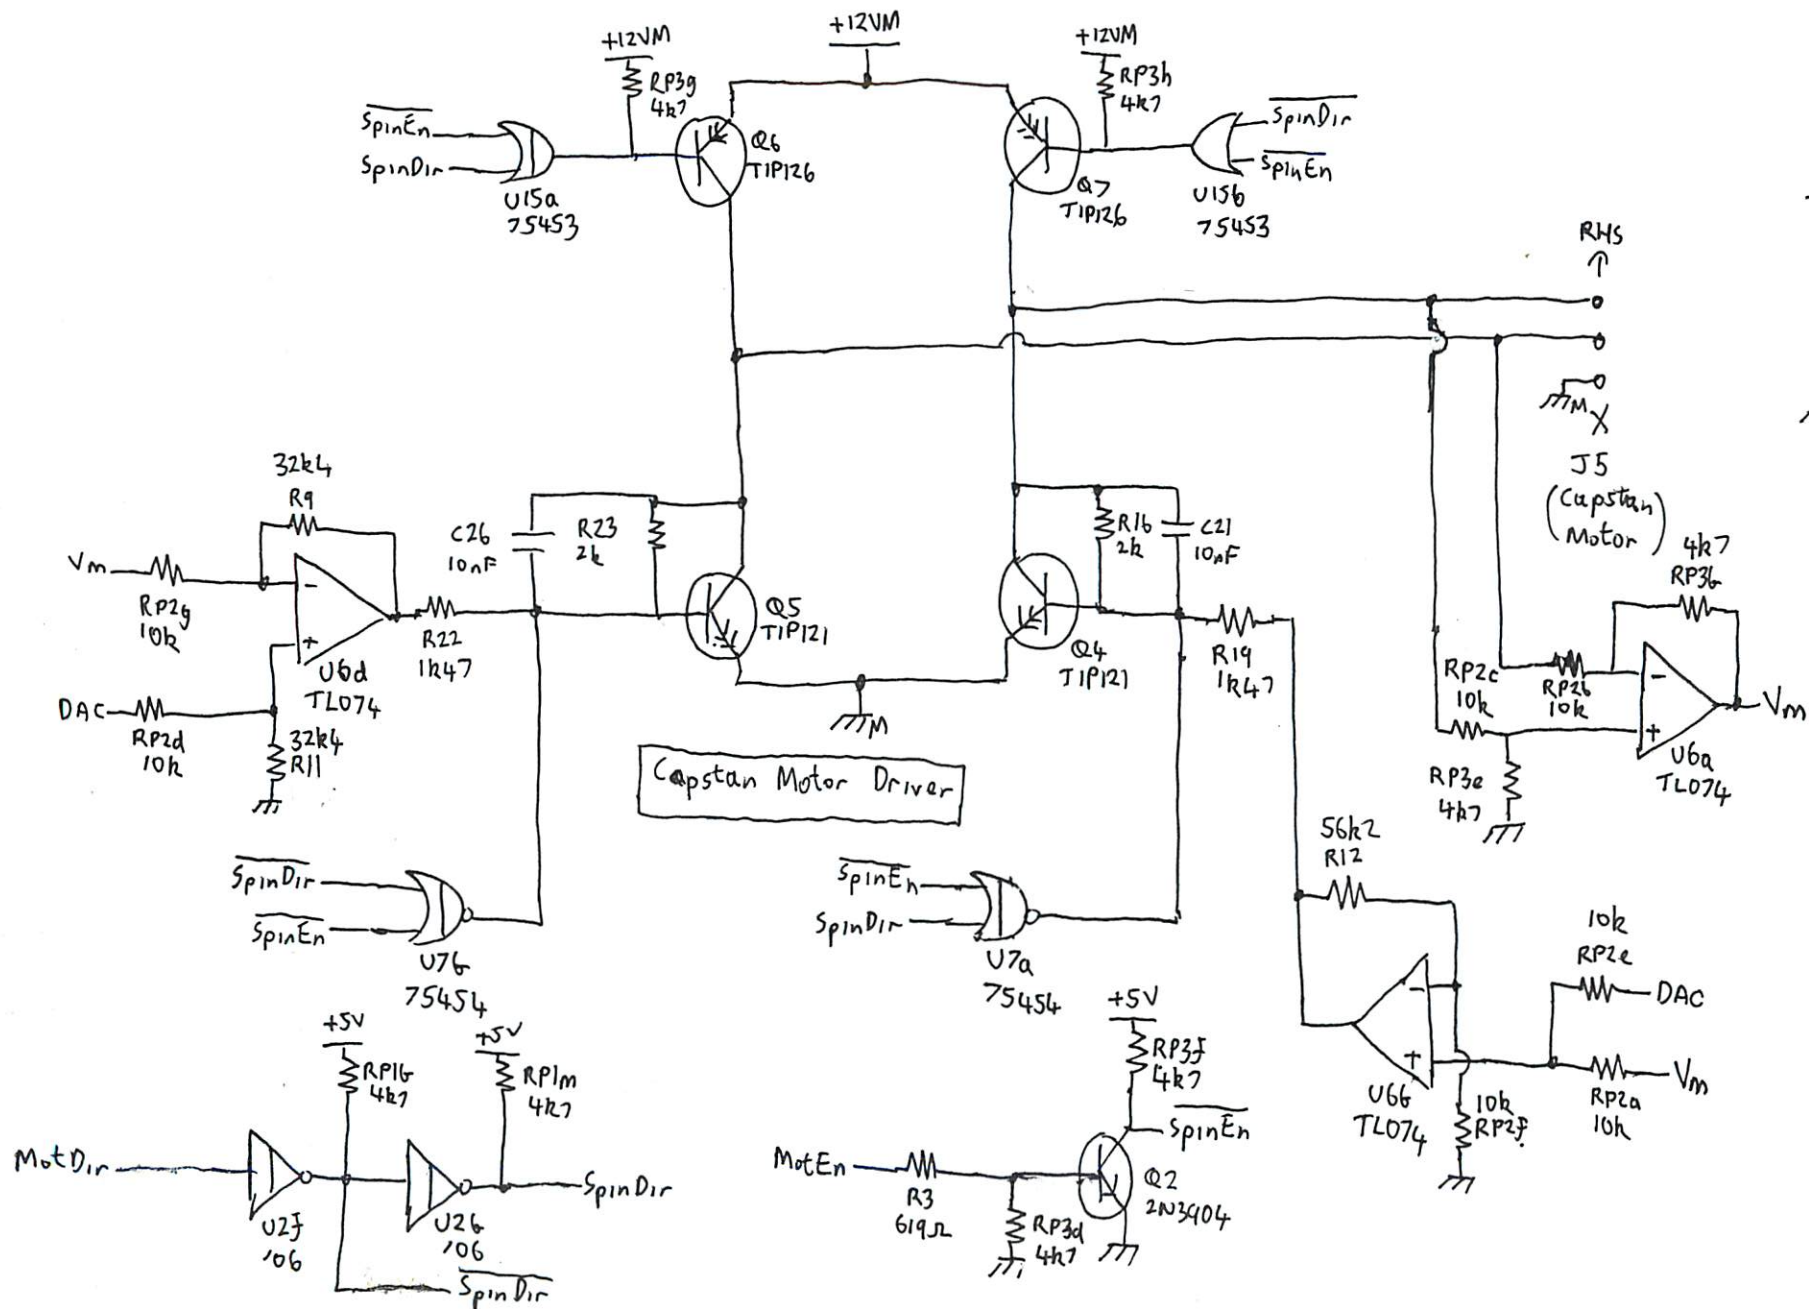 +12VM
+12VM
+12VM
RP3g
4k7
RP3h
4k7
SpinEn
SpinDir
U15a
75453
Q6
TIP126
Q7
TIP126
SpinDir
SpinEn
U15b
75453
RHS
M
J5
(Capstan
Motor)
32k4
R9
Vm
RP2g
10k
-
+
U6d
TL074
DAC
RP2d
10k
32k4
R11
R22
1k47
C26
10nF
R23
2k
Q5
TIP121
R16
2k
C21
10nF
Q4
TIP121
R19
1k47
M
Capstan Motor Driver
4k7
RP3b
RP2c
10k
RP2b
10k
-
+
Vm
U6a
TL074
RP3e
4k7
SpinDir
SpinEn
U7b
75454
SpinEn
SpinDir
U7a
75454
56k2
R12
10k
RP2e
DAC
-
+
U6b
TL074
10k
RP2f
RP2a
10k
Vm
+5V
RP1b
4k7
+5V
RP1m
4k7
MotDir
U2f
'06
U2b
'06
SpinDir
SpinDir
+5V
RP3f
4k7
SpinEn
MotEn
R3
619Ω
RP3d
4k7
Q2
2N3904